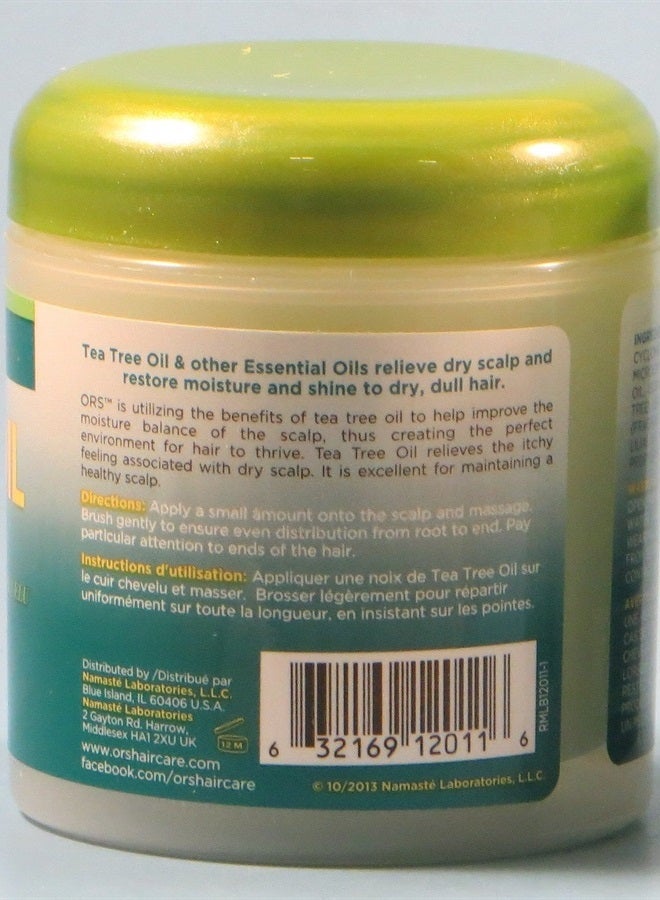 Tea Tree Oil & other Essential Oils relieve dry scalp and
restore moisture and shine to dry, dull hair.
ORS™ is utilizing the benefits of tea tree oil to help improve the
moisture balance of the scalp, thus creating the perfect
environment for hair to thrive. Tea Tree Oil relieves the itchy
feeling associated with dry scalp. It is excellent for maintaining a
healthy scalp.
Directions: Apply a small amount onto the scalp and massage.
Brush gently to ensure even distribution from root to end. Pay
particular attention to ends of the hair.
Instructions d'utilisation: Appliquer une noix de Tea Tree Oil sur
le cuir chevelu et masser. Brosser légèrement pour répartir
uniformément sur toute la longueur, en insistant sur les pointes.
Distributed by /Distribué par
Namasté Laboratories, L.L.C.
Blue Island, IL 60406 U.S.A.
Namasté Laboratories
2 Gayton Rd, Harrow,
Middlesex HA1 2XU UK
12 M
www.orshaircare.com
facebook.com/orshaircare
6 32169 12011 6
RMLB12011-1
© 10/2013 Namasté Laboratories, L.L.C.